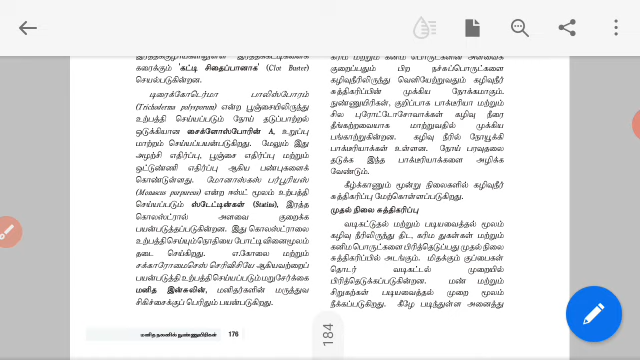 கரைக்கும் 'கட்டி சிதைப்பானாக' (Clot Buster)
செயல்படுகின்றன.
டிரைக்கோடெர்மா பாலிஸ்போரம்
(Trichoderma polysporum) என்ற பூஞ்சையிலிருந்து
உற்பத்தி செய்யப்படும் நோய் தடுப்பாற்றல்
ஒடுக்கியான சைக்ளோஸ்போரின் A, உறுப்பு
மாற்றம் செய்யப்பயன்படுகிறது. மேலும் இது
அழற்சி எதிர்ப்பு, பூஞ்சை எதிர்ப்பு மற்றும்
ஒட்டுண்ணி எதிர்ப்பு ஆகிய பண்புகளைக்
கொண்டுள்ளது. மோனாஸ்கஸ் பர்பூரியஸ்
(Monascus purpureus) என்ற ஈஸ்ட் மூலம் உற்பத்தி
செய்யப்படும் ஸ்டேட்டின்கள் (Statins), இரத்த
கொலஸ்ட்ரால் அளவை குறைக்க
பயன்படுத்தப்படுகின்றன. இது கொலஸ்ட்ராலை
உற்பத்திசெய்யும் நொதியை போட்டிவினைமூலம்
தடை செய்கிறது. எ.கோலை மற்றும்
சக்காரோமைசெஸ் செரிவிசியே ஆகியவற்றைப்
பயன்படுத்தி உற்பத்திசெய்யப்படும் மறுசேர்க்கை
மனித இன்சுலின், மனிதர்களின் மருத்துவ
சிகிச்சைக்குப் பெரிதும் பயன்படுகிறது.
கரிம மற்றும் கனிம பொருட்களின் அளவைக்
குறைப்பதும் பிற நச்சுப்பொருட்களை
கழிவுநீரிலிருந்து வெளியேற்றுவதும் கழிவுநீர்
சுத்திகரிப்பின் முக்கிய நோக்கமாகும்.
நுண்ணுயிரிகள், குறிப்பாக பாக்டீரியா மற்றும்
சில புரோட்டோசோவாக்கள் கழிவு நீரை
தீங்கற்றவையாக மாற்றுவதில் முக்கிய
பங்காற்றுகின்றன. கழிவு நீரில் நோயூக்கி
பாக்டீரியாக்கள் உள்ளன. நோய் பரவுதலை
தடுக்க இந்த பாக்டீரியாக்களை அழிக்க
வேண்டும்.
கீழ்க்காணும் மூன்று நிலைகளில் கழிவுநீர்
சுத்திகரிப்பு மேற்கொள்ளப்படுகிறது.
முதல் நிலை சுத்திகரிப்பு
வடிகட்டுதல் மற்றும் படியவைத்தல் மூலம்
கழிவு நீரிலிருந்து திட, கரிம துகள்கள் மற்றும்
கனிம பொருட்களை பிரித்தெடுப்பது முதல் நிலை
சுத்திகரிப்பில் அடங்கும். மிதக்கும் குப்பைகள்
தொடர் வடிகட்டல் முறையில்
பிரித்தெடுக்கப்படுகின்றன. மண் மற்றும்
சிறுகற்கள் படியவைத்தல் முறை மூலம்
நீக்கப்படுகிறது. கீழே படிந்துள்ள அனைத்து
மனித நலனில் நுண்ணுயிரிகள் 176
184